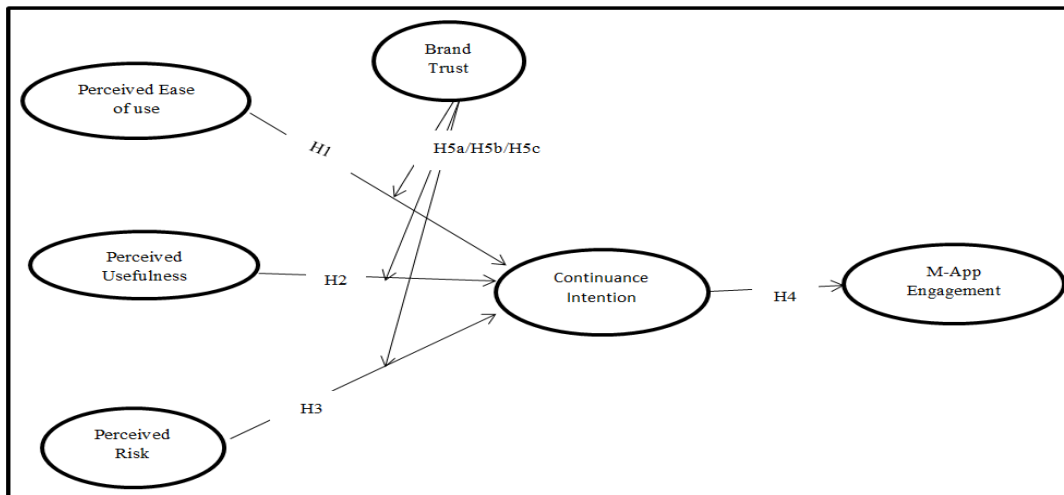 Brand
Trust
Perceived Ease
of use
H1
H5a/H5b/H5c
Perceived
Usefulness
H2
Continuance
Intention
H4
M-App
Engagement
H3
Perceived
Risk